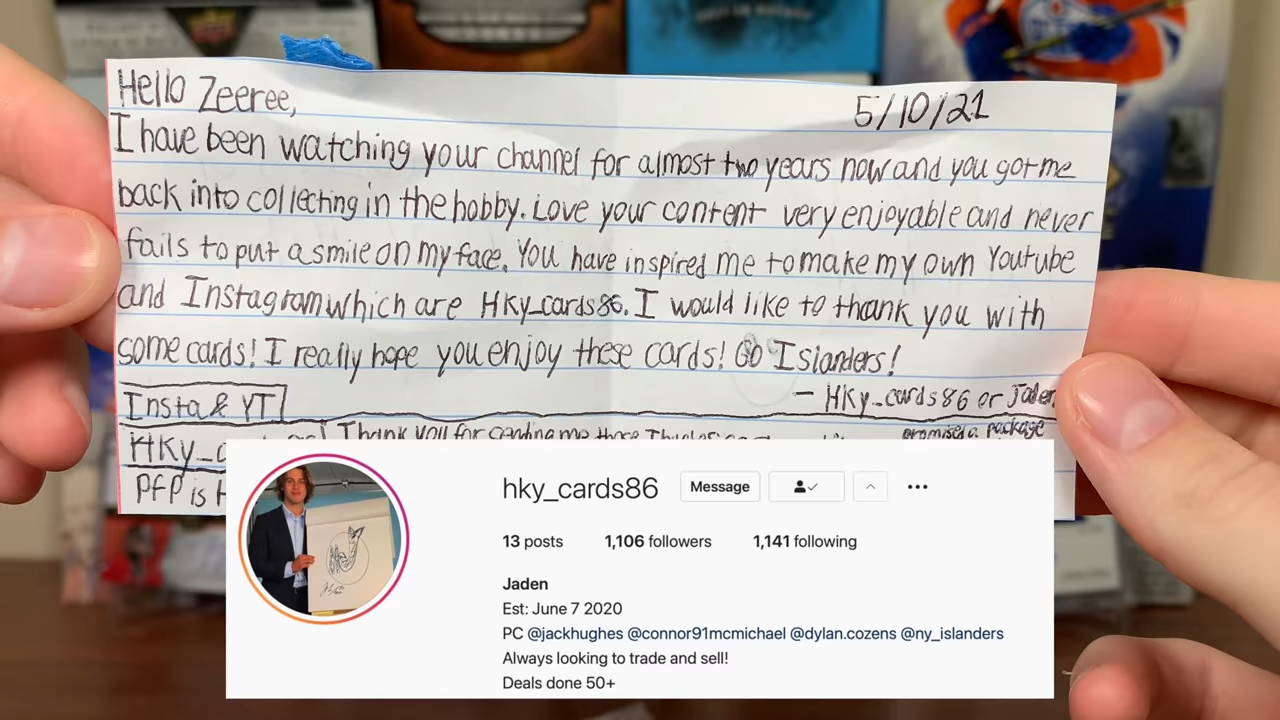 Hello Zeeree,
5/10/21
I have been watching your channel for almost two years now and you got me
back into collecting in the hobby. Love your content very enjoyable and never
fails to put a smile on my face. You have inspired me to make my own Youtube
and Instagram which are Hky_cards86. I would like to thank you with
some cards! I really hope you enjoy these cards! Go Islanders!
- Hky_cards86 or Jaden
Insta & YT
Thank you for sending me those
promised a package
PFP is
hky_cards86
Message
13 posts 1,106 followers 1,141 following
Jaden
Est: June 7 2020
PC @jackhughes @connor91mcmichael @dylan.cozens @ny_islanders
Always looking to trade and sell!
Deals done 50+